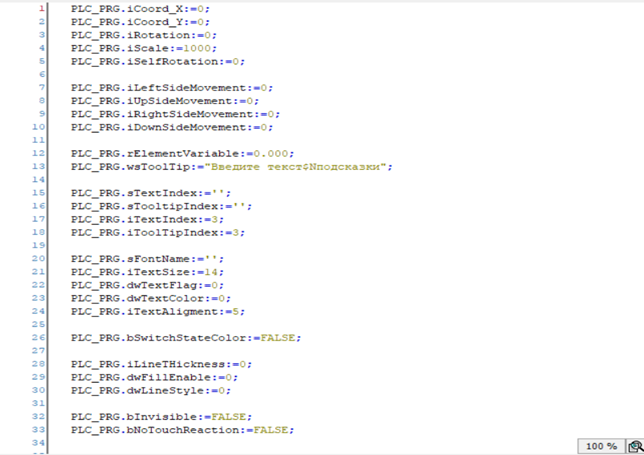 1 PLC_PRG.iCoord_X:=0;
2 PLC_PRG.iCoord_Y:=0;
3 PLC_PRG.iRotation:=0;
4 PLC_PRG.iScale:=1000;
5 PLC_PRG.iSelfRotation:=0;
6
7 PLC_PRG.iLeftSideMovement:=0;
8 PLC_PRG.iUpSideMovement:=0;
9 PLC_PRG.iRightSideMovement:=0;
10 PLC_PRG.iDownSideMovement:=0;
11
12 PLC_PRG.rElementVariable:=0.000;
13 PLC_PRG.wsToolTip:="Введите текст$Nподсказки";
14
15 PLC_PRG.sTextIndex:='';
16 PLC_PRG.sTooltipIndex:='';
17 PLC_PRG.iTextIndex:=3;
18 PLC_PRG.iToolTipIndex:=3;
19
20 PLC_PRG.sFontName:='';
21 PLC_PRG.iTextSize:=14;
22 PLC_PRG.dwTextFlag:=0;
23 PLC_PRG.dwTextColor:=0;
24 PLC_PRG.iTextAligment:=5;
25
26 PLC_PRG.bSwitchStateColor:=FALSE;
27
28 PLC_PRG.iLineTHickness:=0;
29 PLC_PRG.dwFillEnable:=0;
30 PLC_PRG.dwLineStyle:=0;
31
32 PLC_PRG.bInvisible:=FALSE;
33 PLC_PRG.bNoTouchReaction:=FALSE;
34
100 %